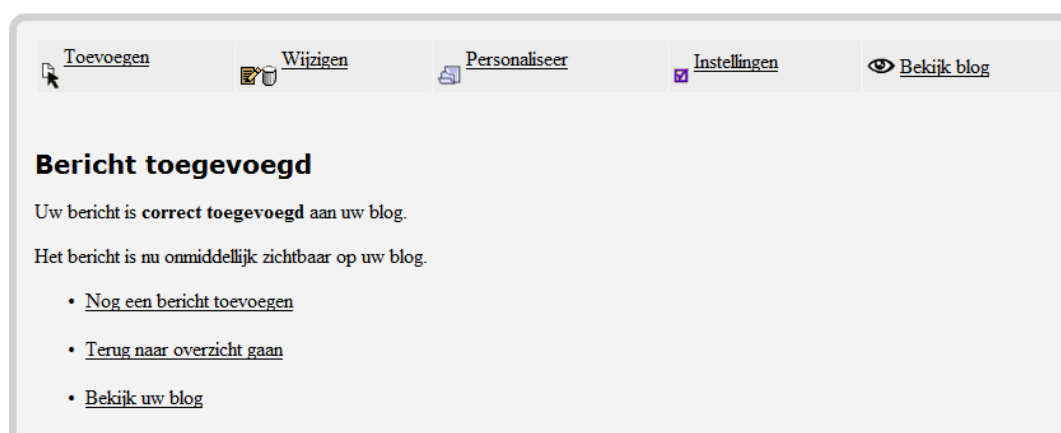 Toevoegen
Wijzigen
Personaliseer
Instellingen
Bekijk blog
Bericht toegevoegd
Uw bericht is correct toegevoegd aan uw blog.
Het bericht is nu onmiddellijk zichtbaar op uw blog.
• Nog een bericht toevoegen
• Terug naar overzicht gaan
• Bekijk uw blog